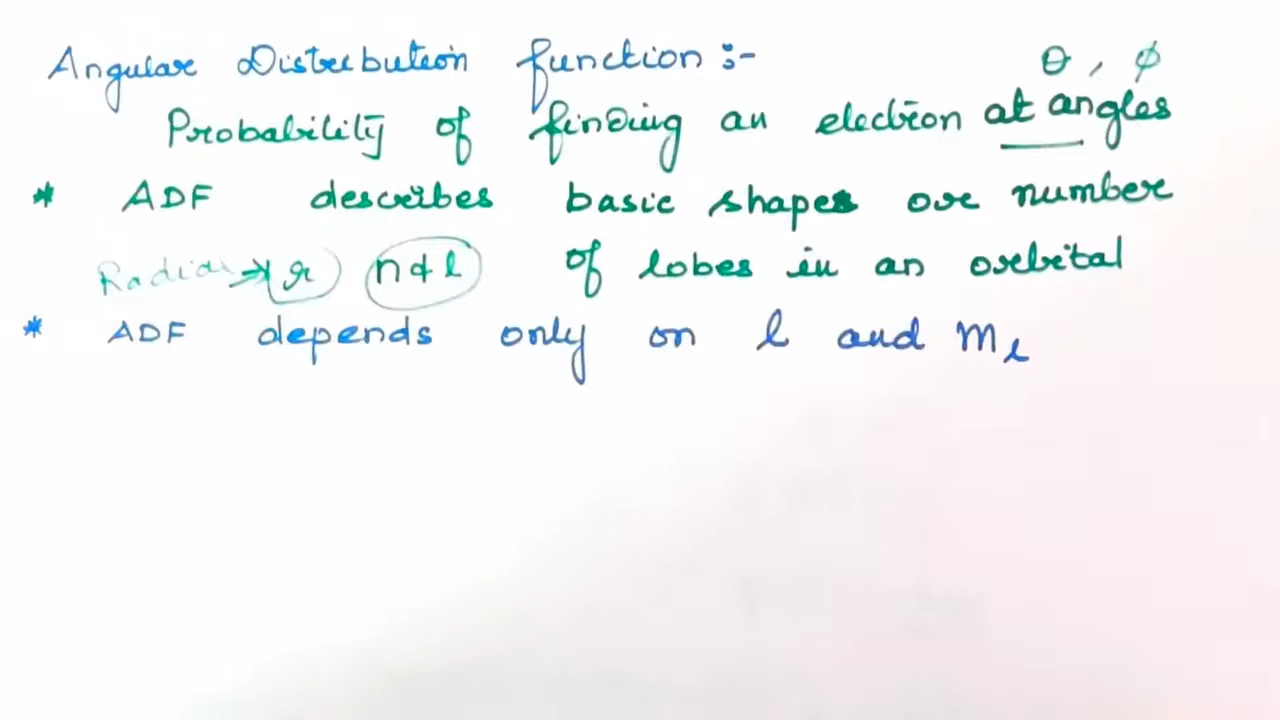 Angular Distribution function :-
θ, ϕ
Probability of finding an electron at angles
* ADF describes basic shapes or number
Radial → r n & l of lobes in an orbital
* ADF depends only on l and mₗ